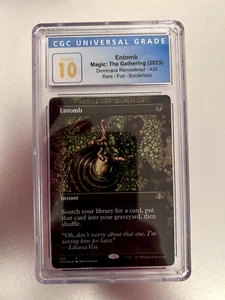 CGC UNIVERSAL GRADE
10
Entomb
Magic: The Gathering (2023)
Dominaria Remastered - 435
Rare - Foil - Borderless
Entomb
Instant
Search your library for a card, put
that card into your graveyard, then
shuffle.
"Oh, don't worry about that one. I'm
saving him for later."
—Liliana Vess